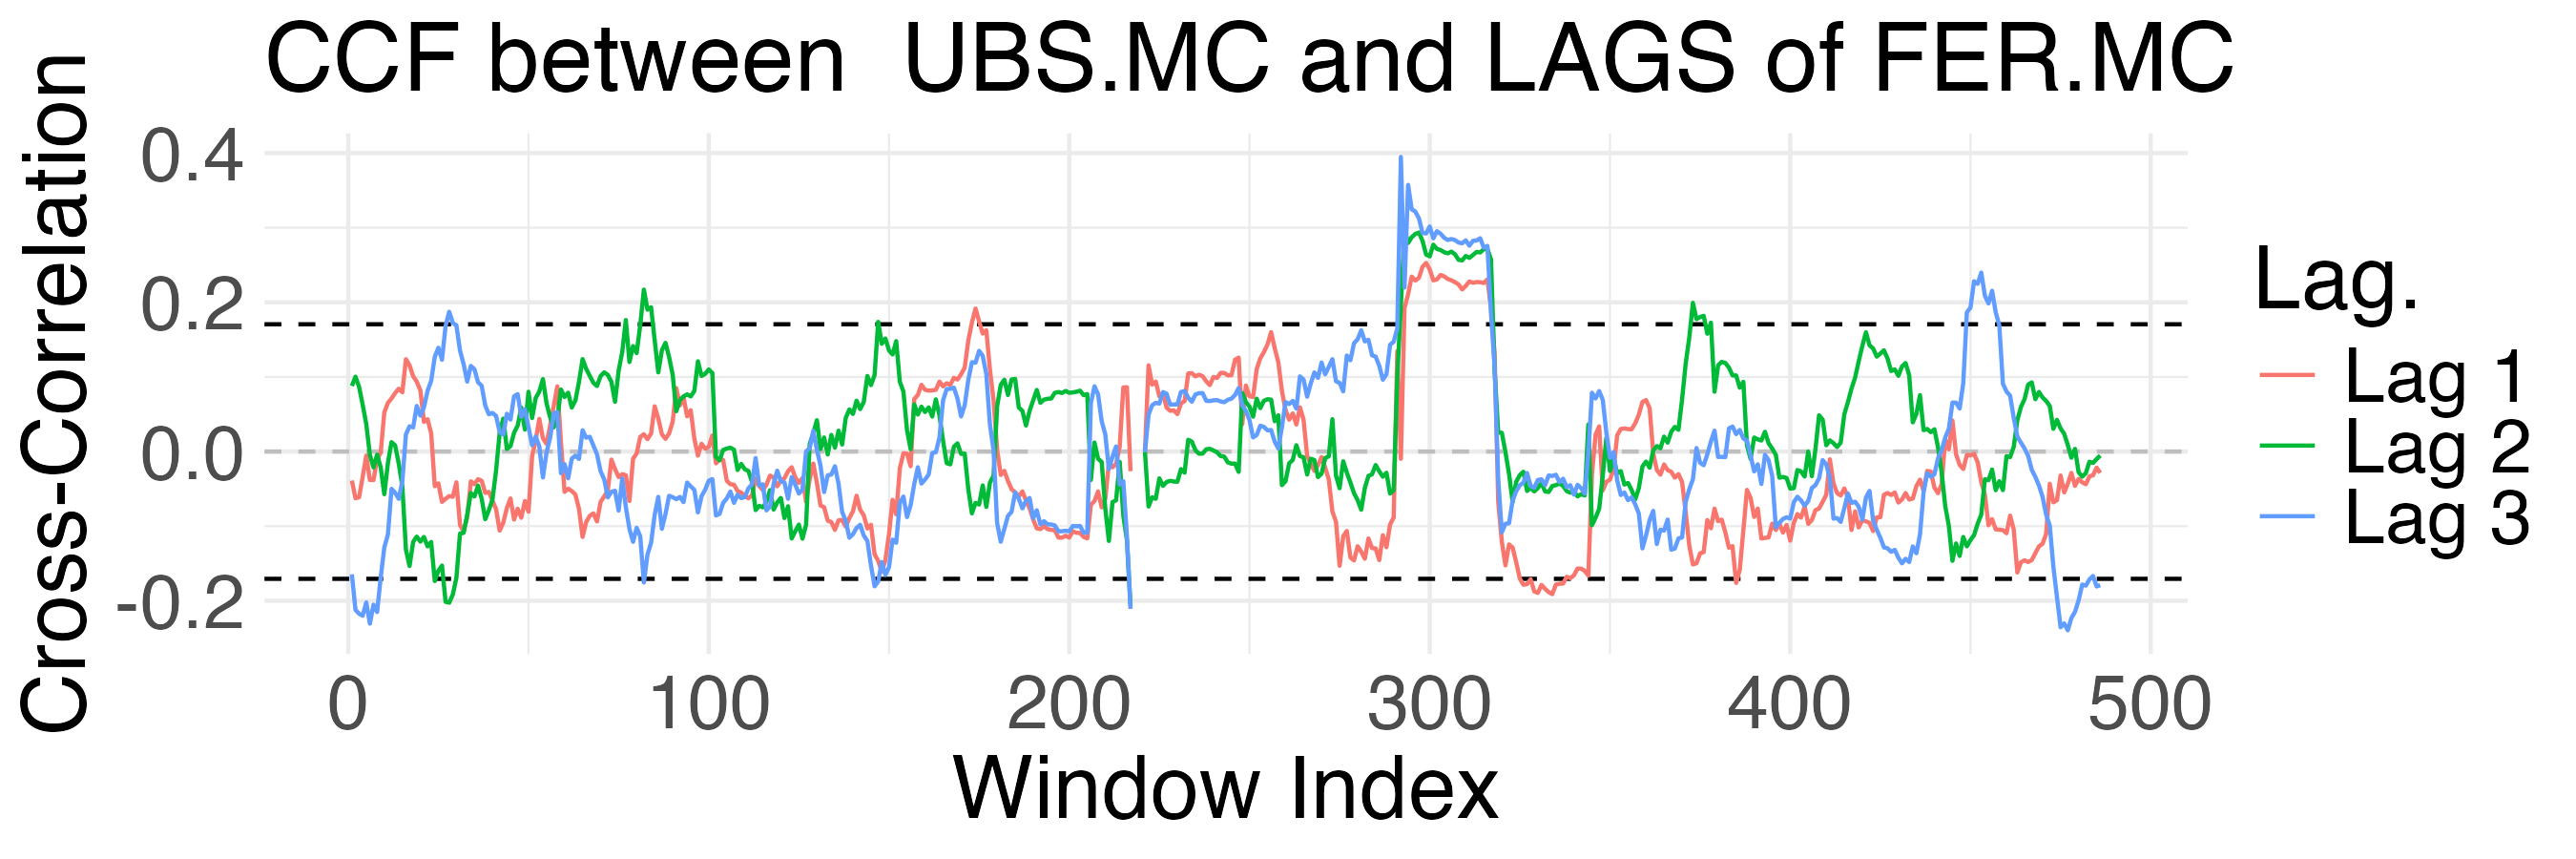 CCF between  UBS.MC and LAGS of FER.MC
Cross-Correlation
0.4
0.2
0.0
-0.2
0
100
200
300
400
500
Window Index
Lag.
Lag 1
Lag 2
Lag 3